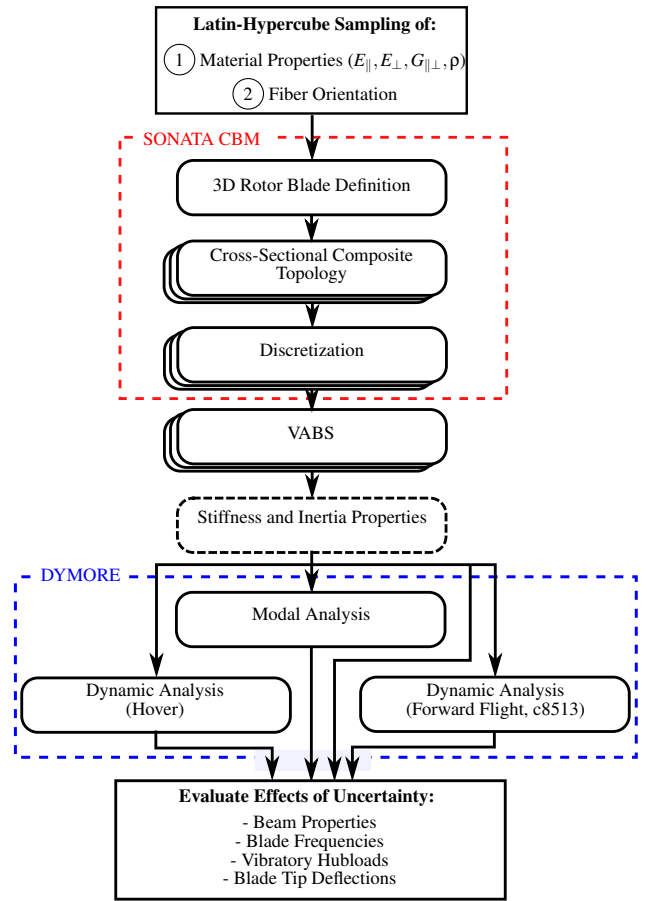 Latin-Hypercube Sampling of:
1 Material Properties (E∥, E⊥, G∥⊥, ρ)
2 Fiber Orientation
SONATA CBM
3D Rotor Blade Definition
Cross-Sectional Composite
Topology
Discretization
VABS
Stiffness and Inertia Properties
DYMORE
Modal Analysis
Dynamic Analysis
(Hover)
Dynamic Analysis
(Forward Flight, c8513)
Evaluate Effects of Uncertainty:
- Beam Properties
- Blade Frequencies
- Vibratory Hubloads
- Blade Tip Deflections